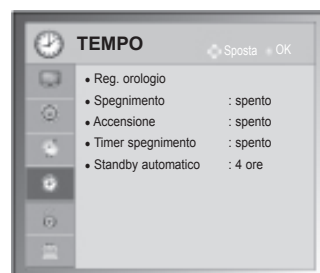 TEMPO
Sposta OK
• Reg. orologio
• Spegnimento : spento
• Accensione : spento
• Timer spegnimento : spento
• Standby automatico : 4 ore